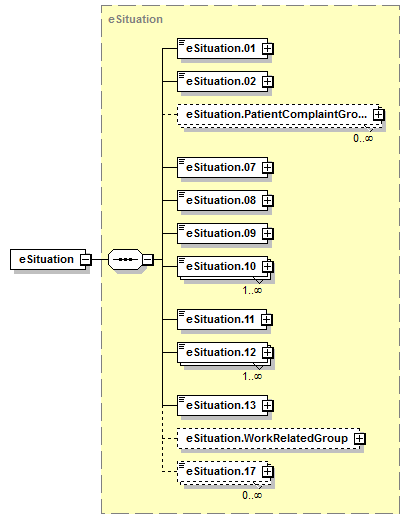 eSituation
eSituation.01
eSituation.02
eSituation.PatientComplaintGro...
0..∞
eSituation.07
eSituation.08
eSituation.09
eSituation
eSituation.10
1..∞
eSituation.11
eSituation.12
1..∞
eSituation.13
eSituation.WorkRelatedGroup
eSituation.17
0..∞